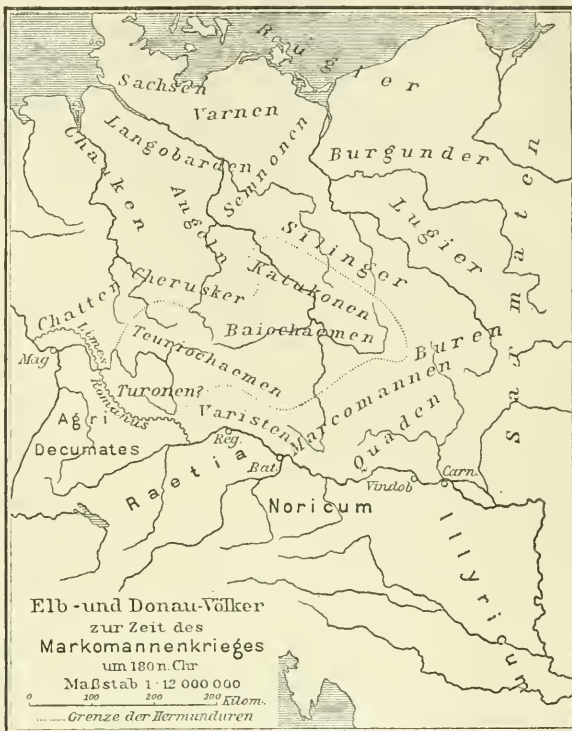 Rougier
Sachsen
Varnen
Langobarden
Semnonen
Burgunder
Chauken
Angeln
Silinger
Lugier
Sarmaten
Cherusker
Katukonen
Chatten
Baiochaemen
Buren
Limes
Romanus
Teuriochaemen
Mag
Turonen?
Marcomannen
Agri
Decumates
Varisten
Quaden
Reg.
Raetia
Bat.
Vindob
Carn.
Noricum
Illyricum
Elb-und Donau-Völker
zur Zeit des
Markomannenkrieges
um 180 n. Chr
Maßstab 1:12 000 000
0 100 200 300 Kilom.
...... Grenze der Hermunduren